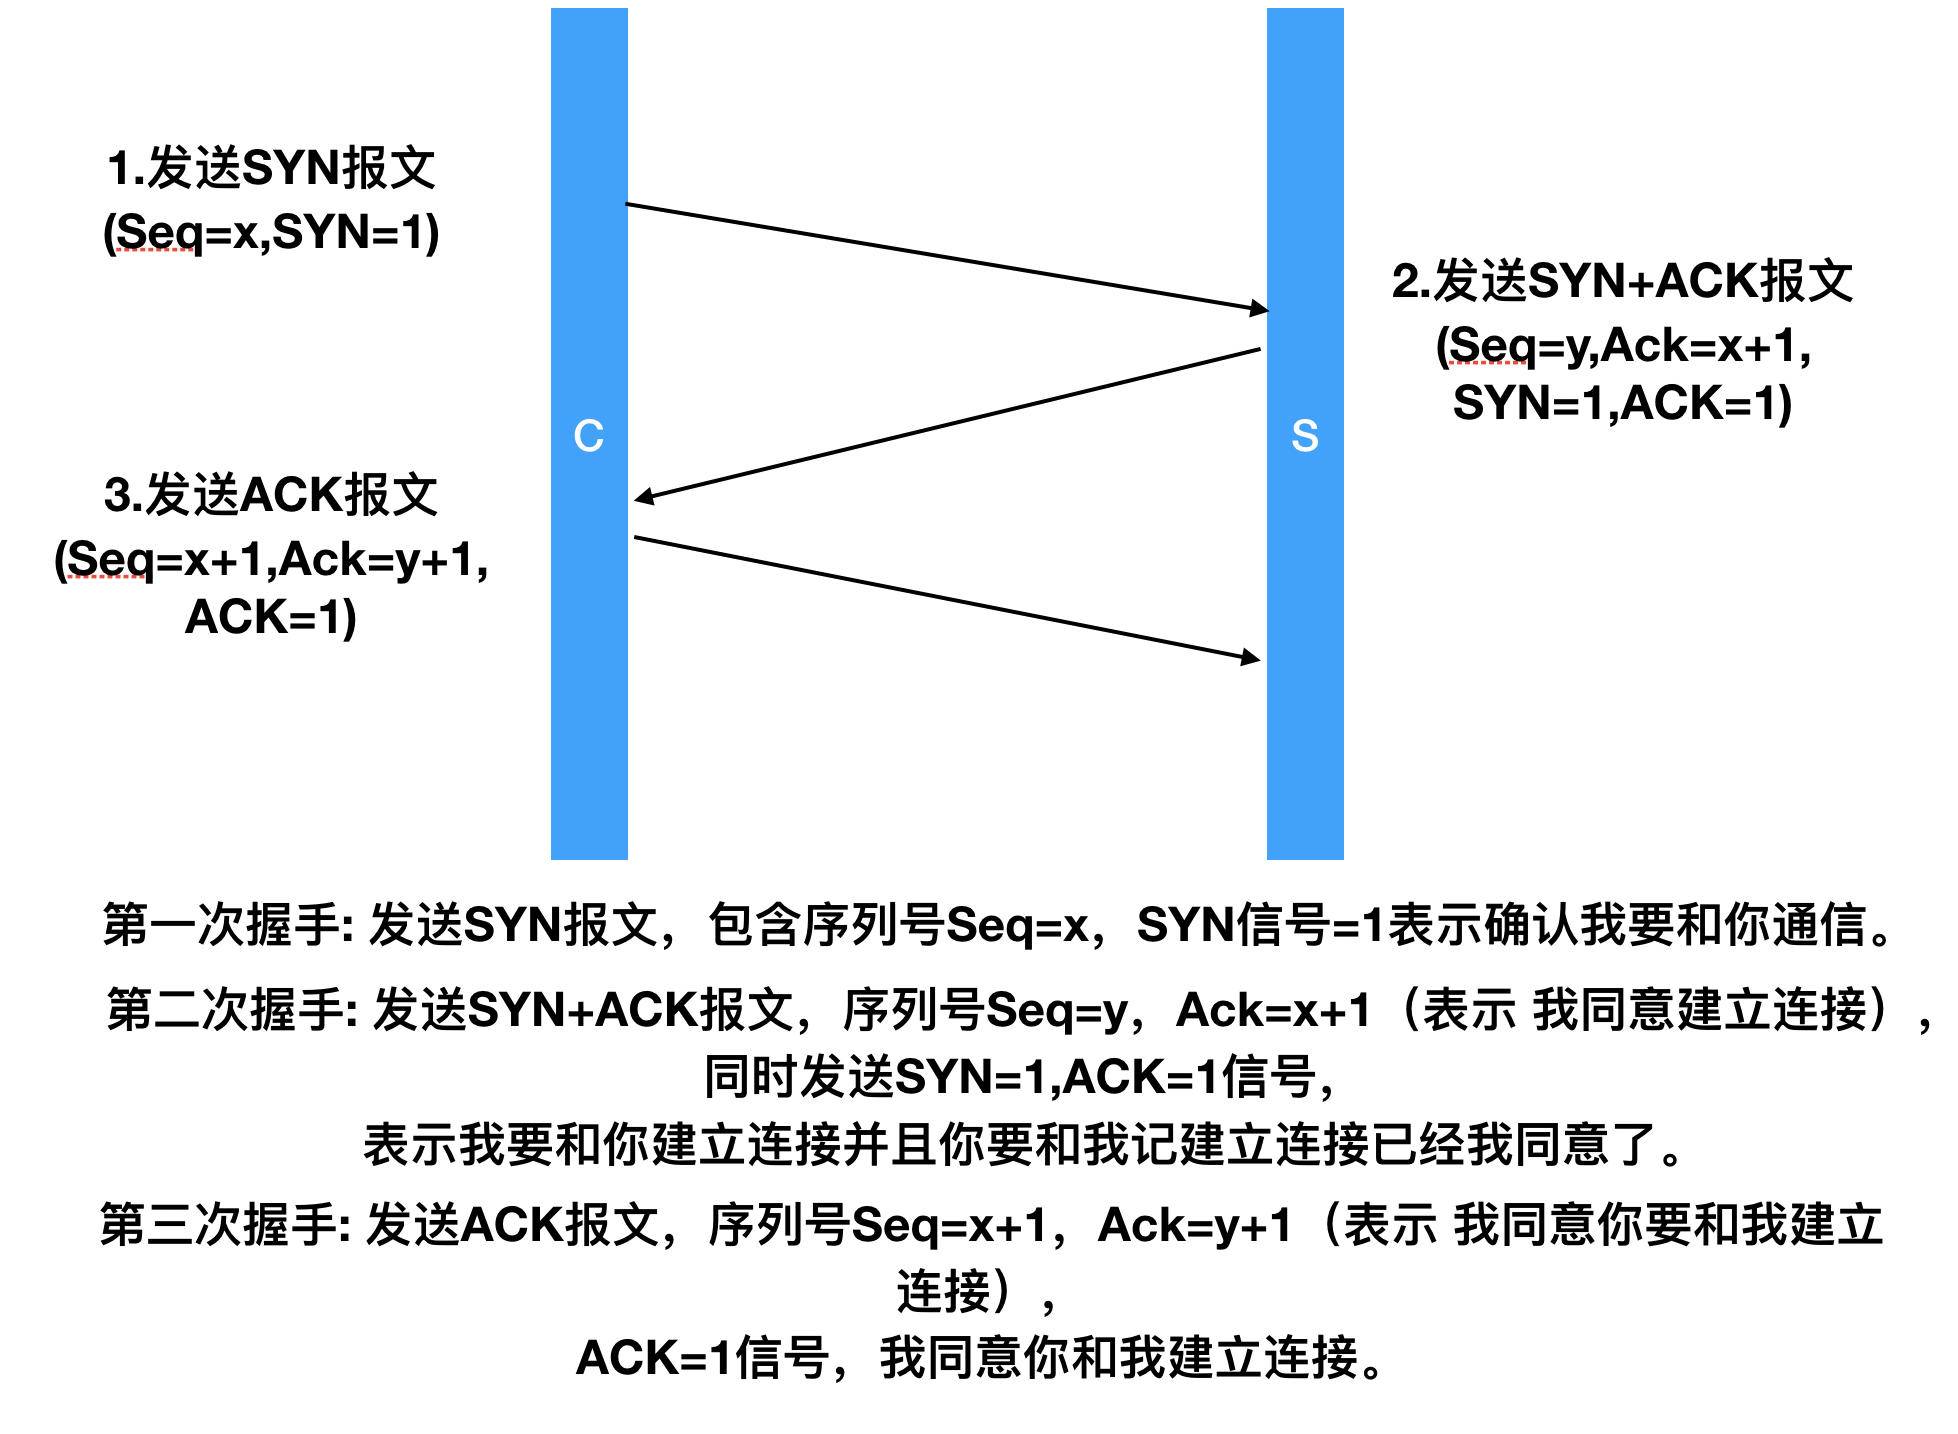 1.发送SYN报文
(Seq=x,SYN=1)
2.发送SYN+ACK报文
(Seq=y,Ack=x+1,
SYN=1,ACK=1)
C
S
3.发送ACK报文
(Seq=x+1,Ack=y+1,
ACK=1)
第一次握手: 发送SYN报文，包含序列号Seq=x，SYN信号=1表示确认我要和你通信。
第二次握手: 发送SYN+ACK报文，序列号Seq=y，Ack=x+1（表示 我同意建立连接），
同时发送SYN=1,ACK=1信号，
表示我要和你建立连接并且你要和我记建立连接已经我同意了。
第三次握手: 发送ACK报文，序列号Seq=x+1，Ack=y+1（表示 我同意你要和我建立
连接），
ACK=1信号，我同意你和我建立连接。